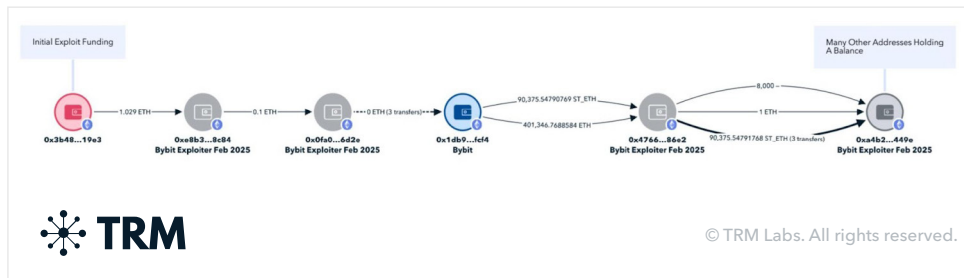 Initial Exploit Funding
Many Other Addresses Holding
A Balance
1.029 ETH
0.1 ETH
0 ETH (3 transfers)
90,375.54790769 ST_ETH
401,346.7688584 ETH
8,000 –
1 ETH
90,375.54791768 ST_ETH (3 transfers)
0x3b48...19e3
0xe8b3...8c84
Bybit Exploiter Feb 2025
0x0fa0...6d2e
Bybit Exploiter Feb 2025
0x1db9...fcf4
Bybit
0x4766...86e2
Bybit Exploiter Feb 2025
0xa4b2...449e
Bybit Exploiter Feb 2025
TRM
© TRM Labs. All rights reserved.